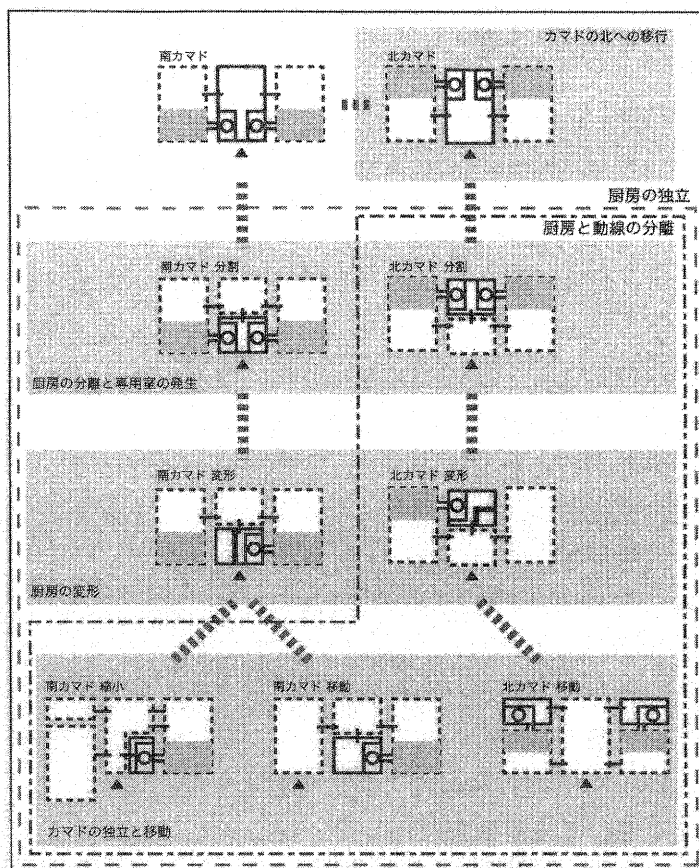 カマドの北への移行
南カマド
北カマド
厨房の独立
厨房と動線の分離
南カマド 分割
北カマド 分割
厨房の分離と専用室の発生
南カマド 変形
北カマド 変形
厨房の変形
南カマド 縮小
南カマド 移動
北カマド 移動
カマドの独立と移動